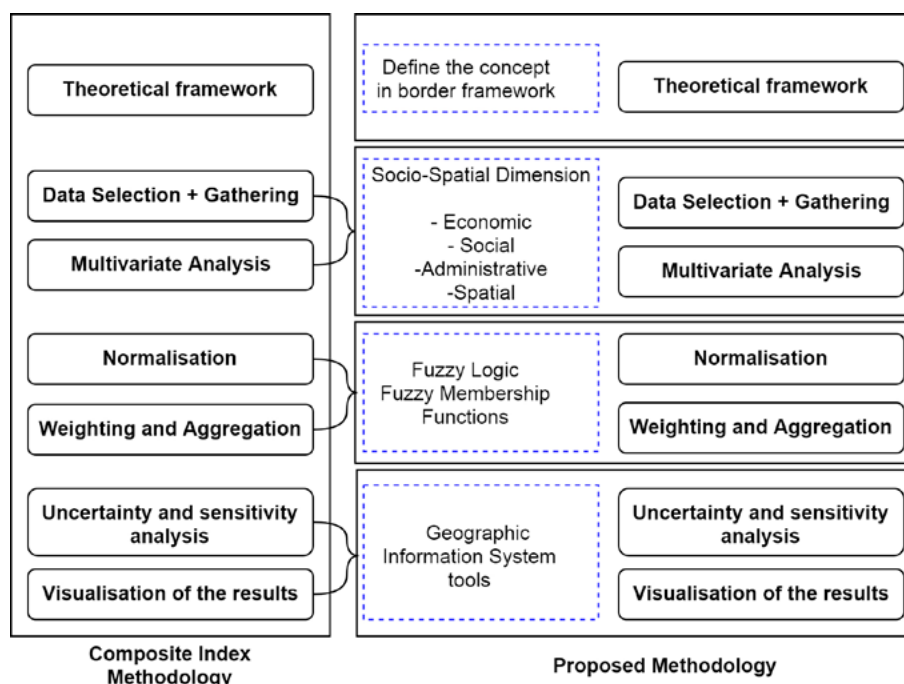 Theoretical framework
Data Selection + Gathering
Multivariate Analysis
Normalisation
Weighting and Aggregation
Uncertainty and sensitivity
analysis
Visualisation of the results
Composite Index
Methodology
Define the concept
in border framework
Theoretical framework
Socio-Spatial Dimension
- Economic
- Social
-Administrative
-Spatial
Data Selection + Gathering
Multivariate Analysis
Fuzzy Logic
Fuzzy Membership
Functions
Normalisation
Weighting and Aggregation
Geographic
Information System
tools
Uncertainty and sensitivity
analysis
Visualisation of the results
Proposed Methodology